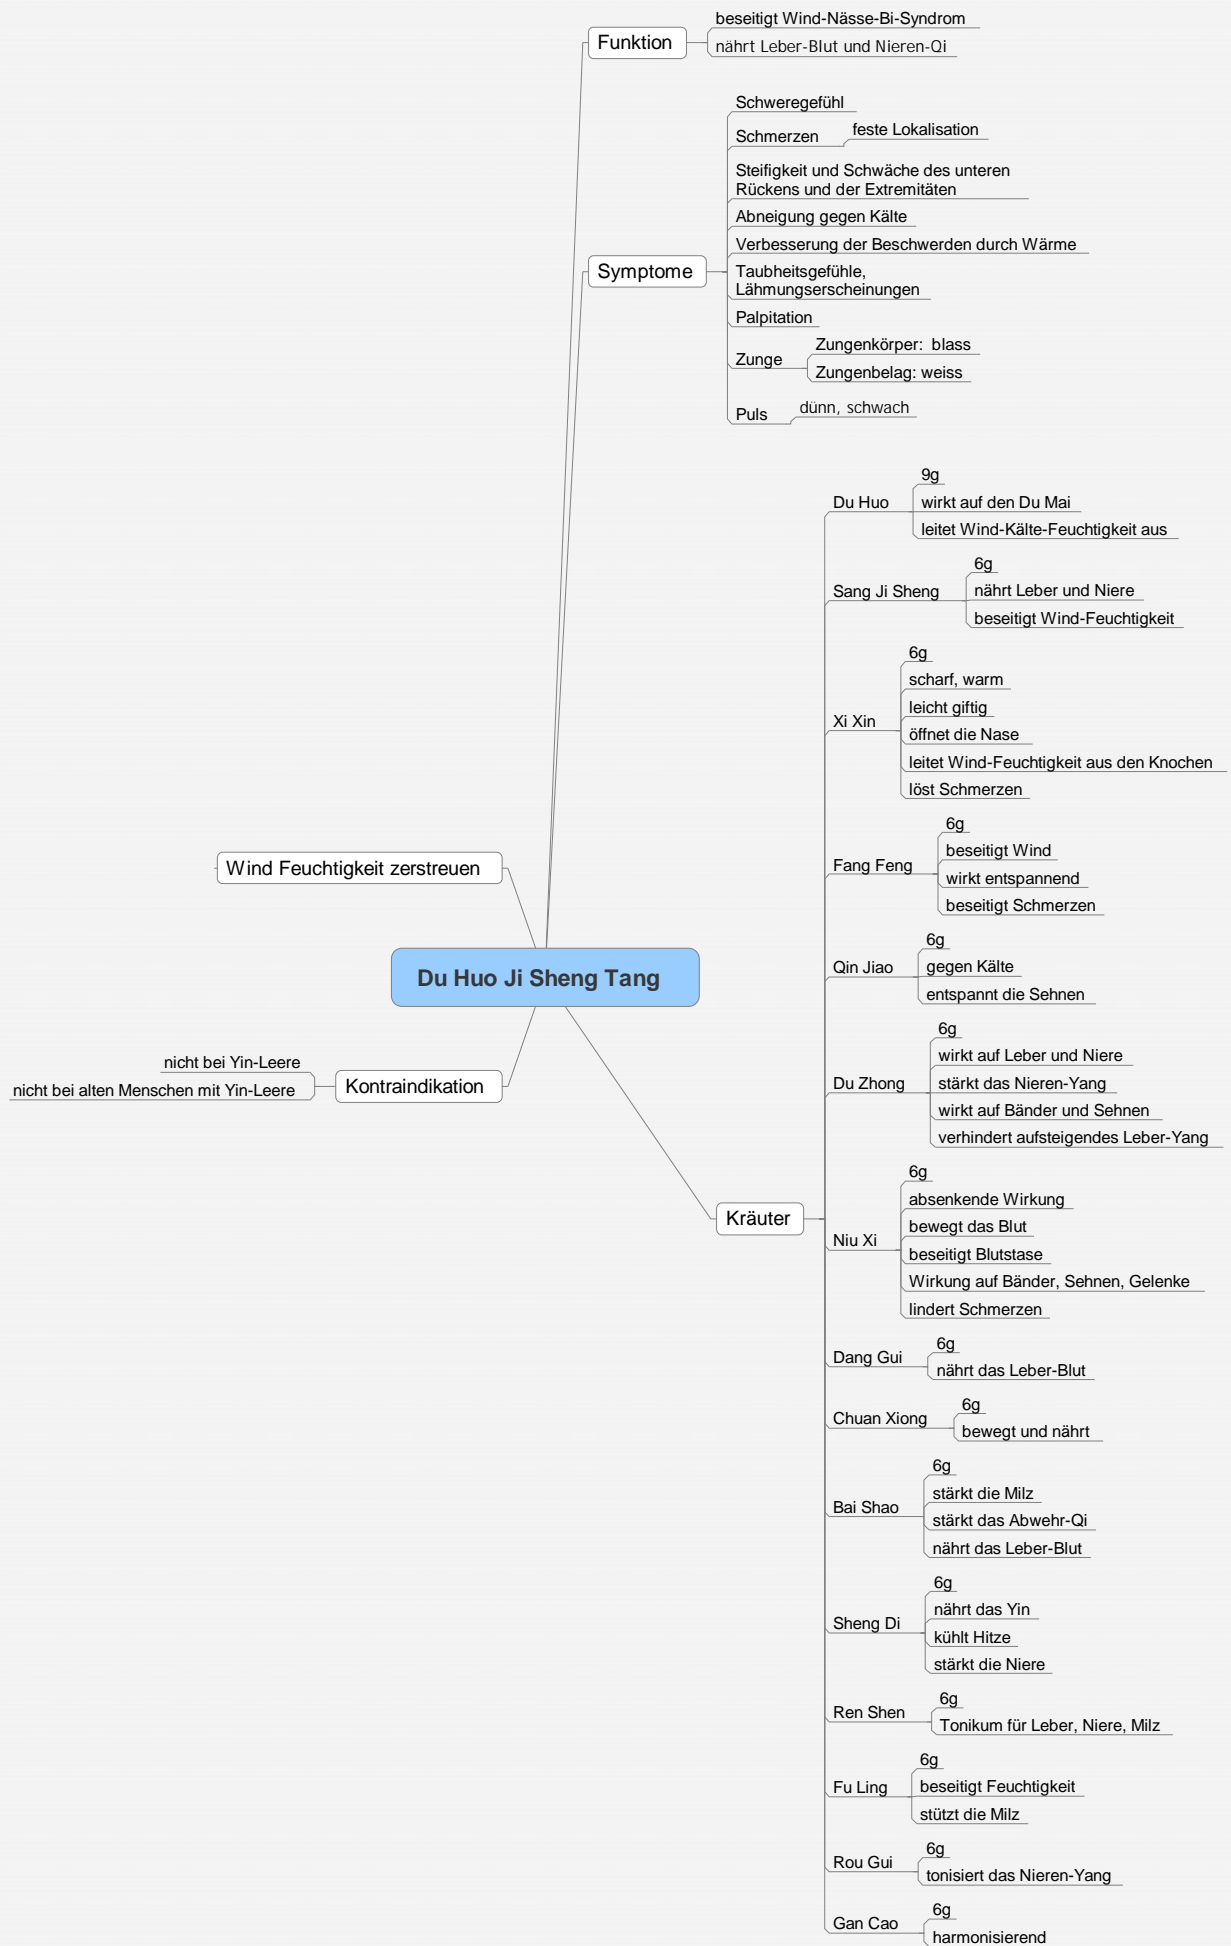 Funktion
beseitigt Wind-Nässe-Bi-Syndrom
nährt Leber-Blut und Nieren-Qi
Symptome
Schweregefühl
Schmerzen
feste Lokalisation
Steifigkeit und Schwäche des unteren
Rückens und der Extremitäten
Abneigung gegen Kälte
Verbesserung der Beschwerden durch Wärme
Taubheitsgefühle,
Lähmungserscheinungen
Palpitation
Zunge
Zungenkörper: blass
Zungenbelag: weiss
Puls
dünn, schwach
Wind Feuchtigkeit zerstreuen
Du Huo Ji Sheng Tang
Kontraindikation
nicht bei Yin-Leere
nicht bei alten Menschen mit Yin-Leere
Kräuter
Du Huo
9g
wirkt auf den Du Mai
leitet Wind-Kälte-Feuchtigkeit aus
Sang Ji Sheng
6g
nährt Leber und Niere
beseitigt Wind-Feuchtigkeit
Xi Xin
6g
scharf, warm
leicht giftig
öffnet die Nase
leitet Wind-Feuchtigkeit aus den Knochen
löst Schmerzen
Fang Feng
6g
beseitigt Wind
wirkt entspannend
beseitigt Schmerzen
Qin Jiao
6g
gegen Kälte
entspannt die Sehnen
Du Zhong
6g
wirkt auf Leber und Niere
stärkt das Nieren-Yang
wirkt auf Bänder und Sehnen
verhindert aufsteigendes Leber-Yang
Niu Xi
6g
absenkende Wirkung
bewegt das Blut
beseitigt Blutstase
Wirkung auf Bänder, Sehnen, Gelenke
lindert Schmerzen
Dang Gui
6g
nährt das Leber-Blut
Chuan Xiong
6g
bewegt und nährt
Bai Shao
6g
stärkt die Milz
stärkt das Abwehr-Qi
nährt das Leber-Blut
Sheng Di
6g
nährt das Yin
kühlt Hitze
stärkt die Niere
Ren Shen
6g
Tonikum für Leber, Niere, Milz
Fu Ling
6g
beseitigt Feuchtigkeit
stützt die Milz
Rou Gui
6g
tonisiert das Nieren-Yang
Gan Cao
6g
harmonisierend